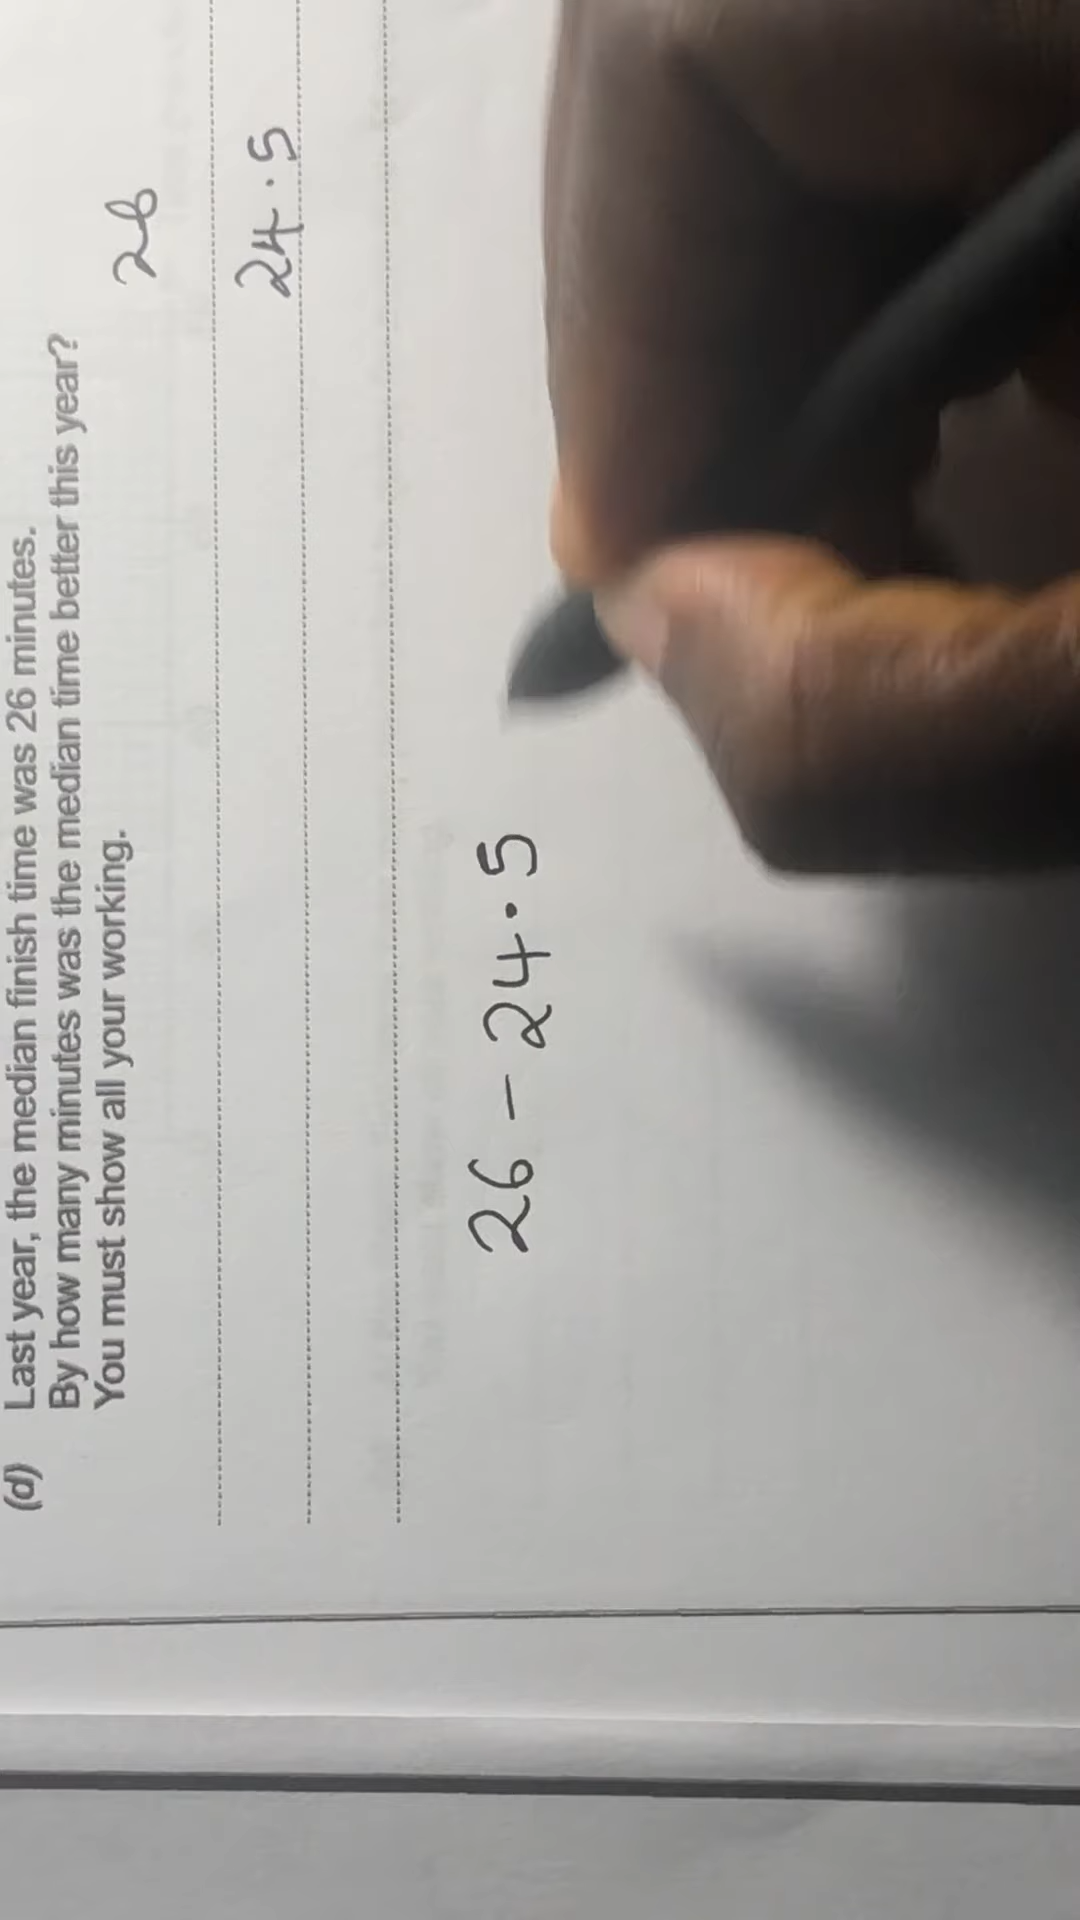 (d) Last year, the median finish time was 26 minutes.
By how many minutes was the median time better this year?
You must show all your working.
26
24.5
26 - 24.5